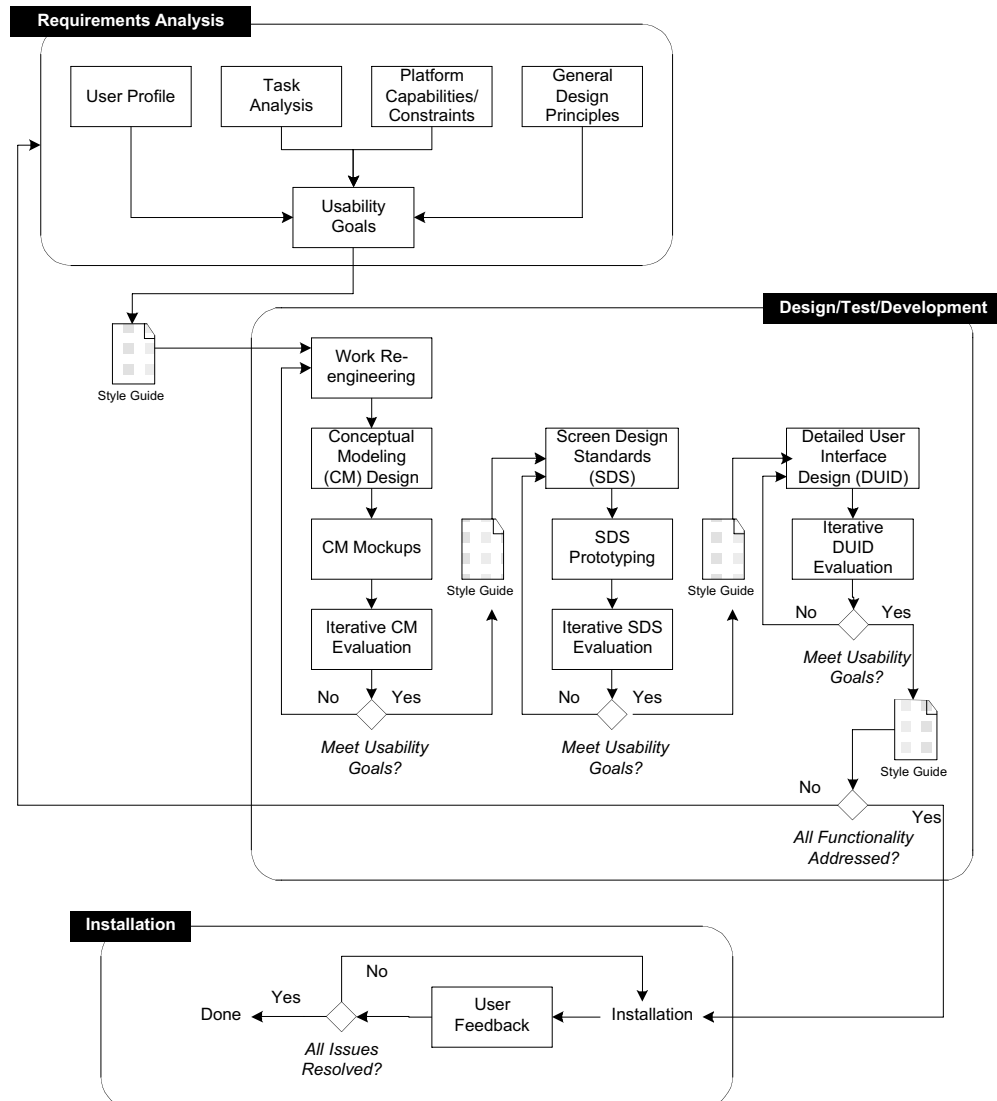 Requirements Analysis
User Profile
Task
Analysis
Platform
Capabilities/
Constraints
General
Design
Principles
Usability
Goals
Style Guide
Design/Test/Development
Work Re-
engineering
Conceptual
Modeling
(CM) Design
CM Mockups
Iterative CM
Evaluation
No
Yes
Meet Usability
Goals?
Style Guide
Screen Design
Standards
(SDS)
SDS
Prototyping
Iterative SDS
Evaluation
No
Yes
Meet Usability
Goals?
Style Guide
Detailed User
Interface
Design (DUID)
Iterative
DUID
Evaluation
No
Yes
Meet Usability
Goals?
Style Guide
No
Yes
All Functionality
Addressed?
Installation
No
Yes
Done
User
Feedback
Installation
All Issues
Resolved?